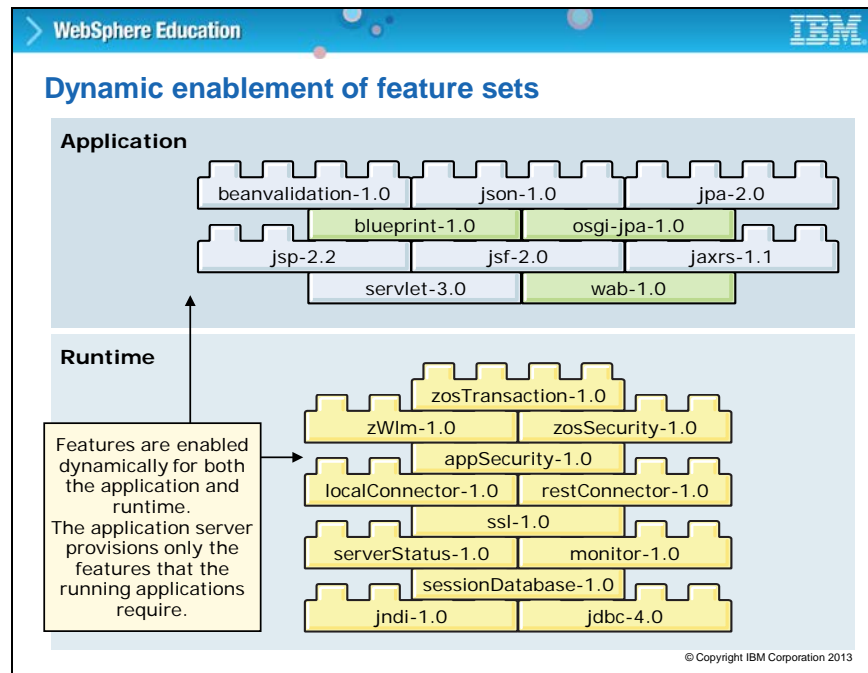 WebSphere Education
IBM
Dynamic enablement of feature sets
Application
beanvalidation-1.0 json-1.0 jpa-2.0
blueprint-1.0 osgi-jpa-1.0
jsp-2.2 jsf-2.0 jaxrs-1.1
servlet-3.0 wab-1.0
Runtime
zosTransaction-1.0
zWlm-1.0 zosSecurity-1.0
appSecurity-1.0
localConnector-1.0 restConnector-1.0
ssl-1.0
serverStatus-1.0 monitor-1.0
sessionDatabase-1.0
jndi-1.0 jdbc-4.0
Features are enabled
dynamically for both
the application and
runtime.
The application server
provisions only the
features that the
running applications
require.
© Copyright IBM Corporation 2013